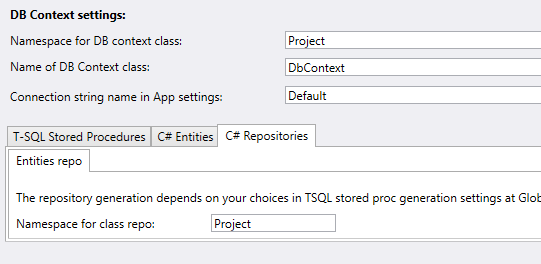 DB Context settings:
Namespace for DB context class: Project
Name of DB Context class: DbContext
Connection string name in App settings: Default
T-SQL Stored Procedures C# Entities C# Repositories
Entities repo
The repository generation depends on your choices in TSQL stored proc generation settings at Glob
Namespace for class repo: Project